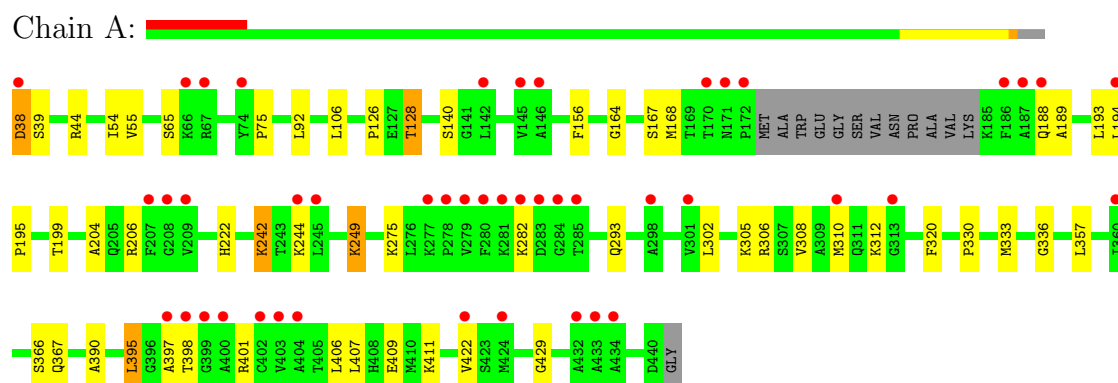 Chain A:
D38 S39 R44 I54 V55 S65 K66 R67 Y74 P75 L92 L106 P126 E127 T128 S140 G141 L142 V145 A146 F156 G164 S167 M168 T169 T170 N171 P172 MET ALA TRP GLU GLY SER VAL ASN PRO ALA VAL LYS K185 F186 A187 Q188 A189 L193 L194
P195 T199 A204 Q205 R206 F207 G208 V209 H222 K242 T243 K244 L245 K249 K275 L276 K277 P278 V279 F280 K281 K282 D283 G284 T285 Q293 A298 V301 L302 K305 R306 S307 V308 A309 M310 Q311 K312 G313 F320 P330 M333 G336 L357 I360
S366 Q367 A390 L395 G396 A397 T398 G399 A400 R401 C402 V403 A404 T405 L406 L407 H408 E409 M410 K411 V422 S423 M424 G429 A432 A433 A434 D440 GLY